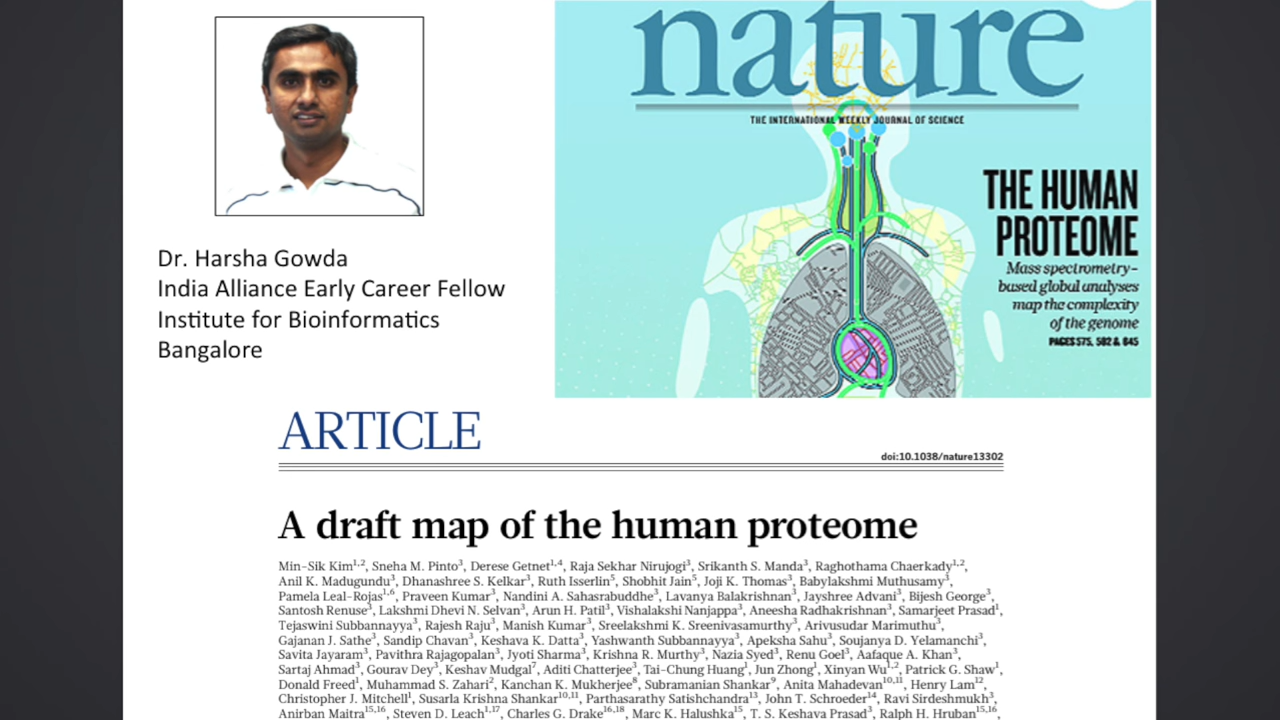 Dr. Harsha Gowda
India Alliance Early Career Fellow
Institute for Bioinformatics
Bangalore
nature
THE INTERNATIONAL WEEKLY JOURNAL OF SCIENCE
THE HUMAN
PROTEOME
Mass spectrometry-
based global analyses
map the complexity
of the genome
PAGES 575, 582 & 645
ARTICLE
doi:10.1038/nature13302
A draft map of the human proteome
Min-Sik Kim1,2, Sneha M. Pinto3, Derese Getnet1,4, Raja Sekhar Nirujogi3, Srikanth S. Manda3, Raghothama Chaerkady1,2,
Anil K. Madugundu3, Dhanashree S. Kelkar3, Ruth Isserlin5, Shobhit Jain5, Joji K. Thomas3, Babylakshmi Muthusamy3,
Pamela Leal-Rojas1,6, Praveen Kumar3, Nandini A. Sahasrabuddhe3, Lavanya Balakrishnan3, Jayshree Advani3, Bijesh George3,
Santosh Renuse3, Lakshmi Dhevi N. Selvan3, Arun H. Patil3, Vishalakshi Nanjappa3, Aneesha Radhakrishnan3, Samarjeet Prasad1,
Tejaswini Subbannayya3, Rajesh Raju3, Manish Kumar3, Sreelakshmi K. Sreenivasamurthy3, Arivusudar Marimuthu3,
Gajanan J. Sathe3, Sandip Chavan3, Keshava K. Datta3, Yashwanth Subbannayya3, Apeksha Sahu3, Soujanya D. Yelamanchi3,
Savita Jayaram3, Pavithra Rajagopalan3, Jyoti Sharma3, Krishna R. Murthy3, Nazia Syed3, Renu Goel3, Aafaque A. Khan3,
Sartaj Ahmad3, Gourav Dey3, Keshav Mudgal7, Aditi Chatterjee3, Tai-Chung Huang1, Jun Zhong1, Xinyan Wu1,2, Patrick G. Shaw1,
Donald Freed1, Muhammad S. Zahari2, Kanchan K. Mukherjee8, Subramanian Shankar9, Anita Mahadevan10,11, Henry Lam12
Christopher J. Mitchell1, Susarla Krishna Shankar10,11, Parthasarathy Satishchandra13, John T. Schroeder14, Ravi Sirdeshmukh3,
Anirban Maitra15,16, Steven D. Leach1,17, Charles G. Drake16,18, Marc K. Halushka15, T. S. Keshava Prasad3, Ralph H. Hruban15,16,